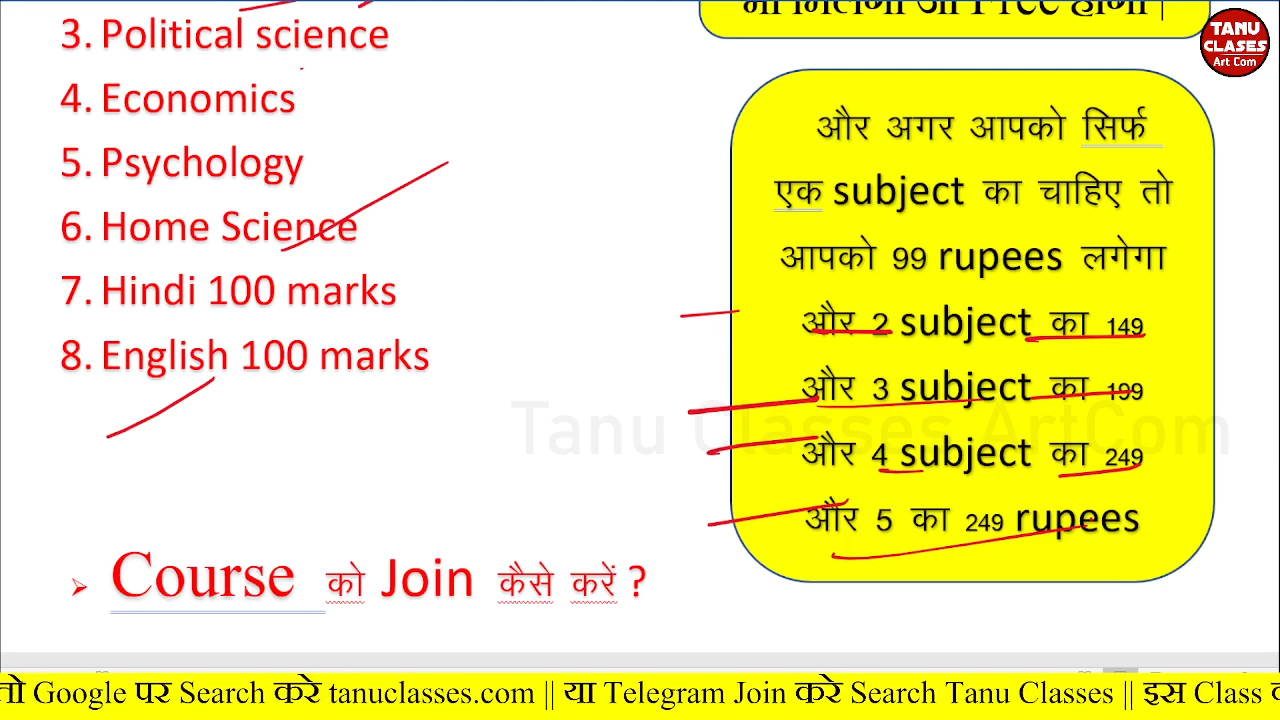 3. Political science
4. Economics
5. Psychology
6. Home Science
7. Hindi 100 marks
8. English 100 marks
Course को Join कैसे करें ?
और अगर आपको सिर्फ
एक subject का चाहिए तो
आपको 99 rupees लगेगा
और 2 subject का 149
और 3 subject का 199
और 4 subject का 249
और 5 का 249 rupees
TANU
CLASES
Art Com
Tanu Classes ArtCom
तो Google पर Search करे tanuclasses.com || या Telegram Join करे Search Tanu Classes || इस Class